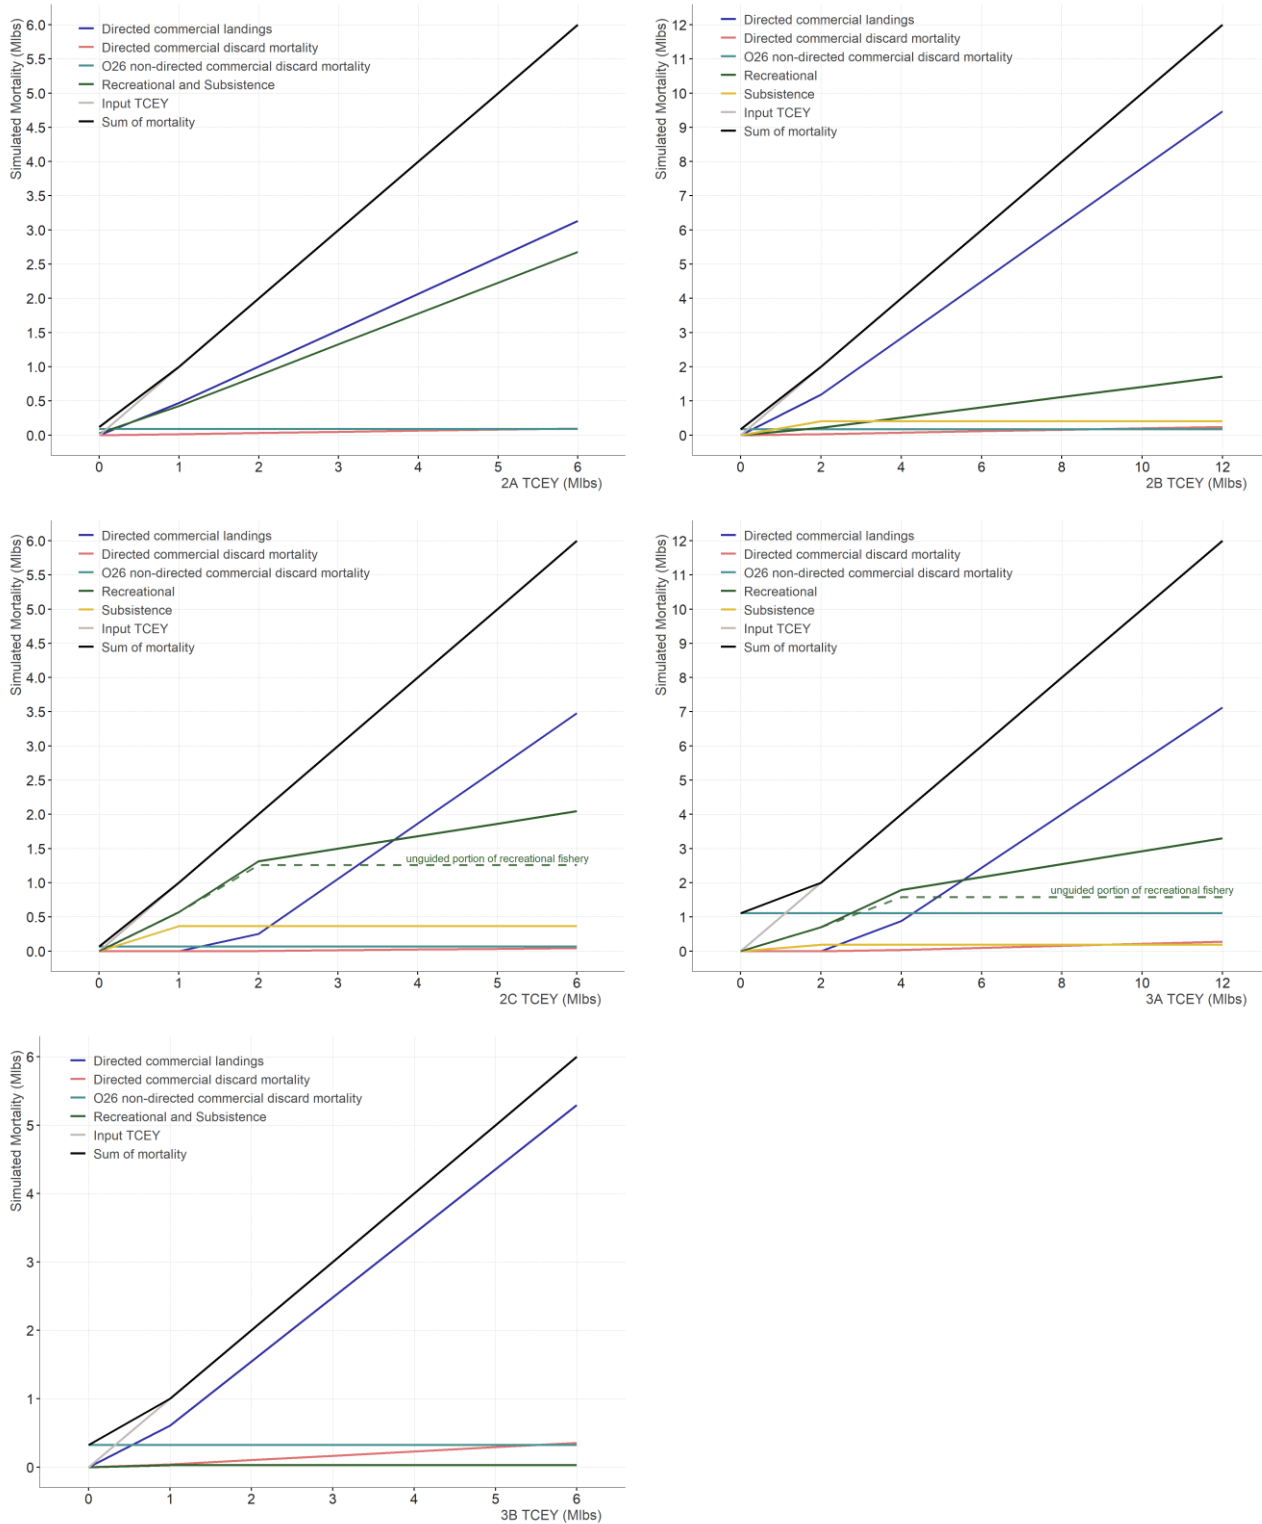 Simulated Mortality (Mlbs)
6.0
5.5
5.0
4.5
4.0
3.5
3.0
2.5
2.0
1.5
1.0
0.5
0.0
Directed commercial landings
Directed commercial discard mortality
O26 non-directed commercial discard mortality
Recreational and Subsistence
Input TCEY
Sum of mortality
0 1 2 3 4 5 6
2A TCEY (Mlbs)
Simulated Mortality (Mlbs)
12
11
10
9
8
7
6
5
4
3
2
1
0
Directed commercial landings
Directed commercial discard mortality
O26 non-directed commercial discard mortality
Recreational
Subsistence
Input TCEY
Sum of mortality
0 2 4 6 8 10 12
2B TCEY (Mlbs)
Simulated Mortality (Mlbs)
6.0
5.5
5.0
4.5
4.0
3.5
3.0
2.5
2.0
1.5
1.0
0.5
0.0
Directed commercial landings
Directed commercial discard mortality
O26 non-directed commercial discard mortality
Recreational
Subsistence
Input TCEY
Sum of mortality
unguided portion of recreational fishery
0 1 2 3 4 5 6
2C TCEY (Mlbs)
Simulated Mortality (Mlbs)
12
11
10
9
8
7
6
5
4
3
2
1
0
Directed commercial landings
Directed commercial discard mortality
O26 non-directed commercial discard mortality
Recreational
Subsistence
Input TCEY
Sum of mortality
unguided portion of recreational fishery
0 2 4 6 8 10 12
3A TCEY (Mlbs)
Simulated Mortality (Mlbs)
6
5
4
3
2
1
0
Directed commercial landings
Directed commercial discard mortality
O26 non-directed commercial discard mortality
Recreational and Subsistence
Input TCEY
Sum of mortality
0 1 2 3 4 5 6
3B TCEY (Mlbs)